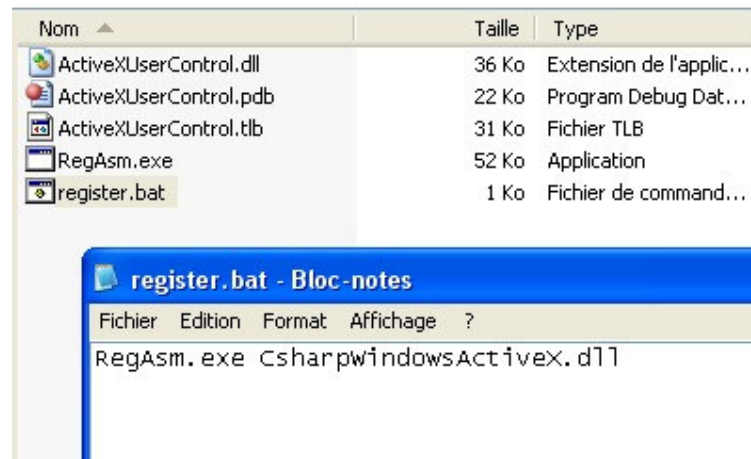 Nom Taille Type
ActiveXUserControl.dll 36 Ko Extension de l'applic...
ActiveXUserControl.pdb 22 Ko Program Debug Dat...
ActiveXUserControl.tlb 31 Ko Fichier TLB
RegAsm.exe 52 Ko Application
register.bat 1 Ko Fichier de command...
register.bat - Bloc-notes
Fichier Edition Format Affichage ?
RegAsm.exe CsharpWindowsActiveX.dll